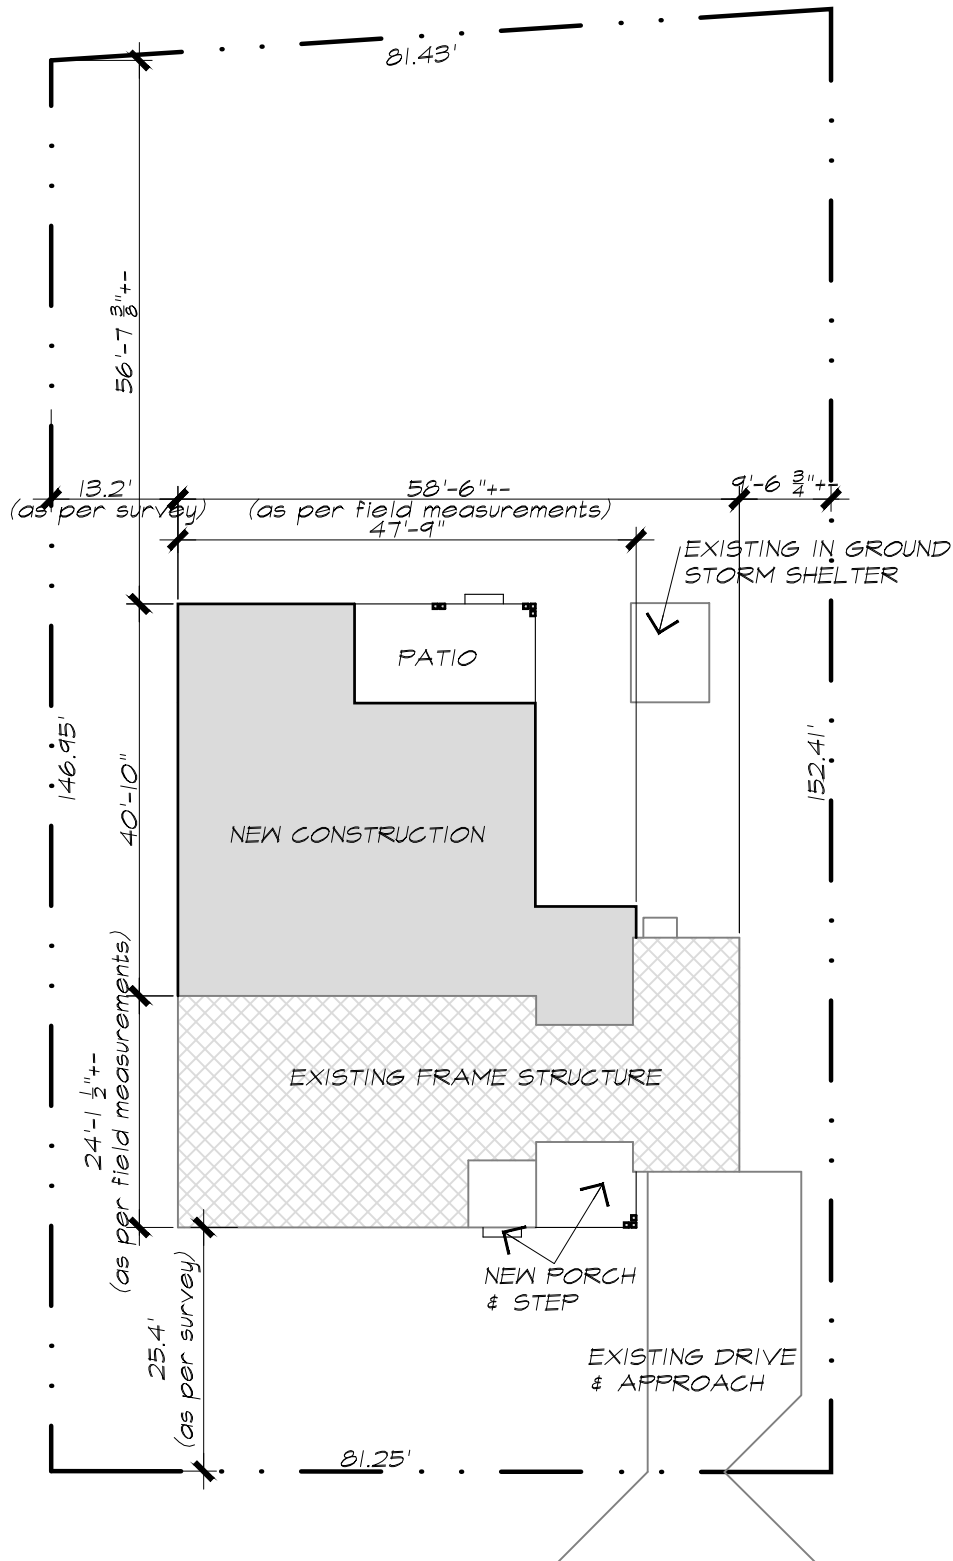 81.43'
56'-7 3/8"+-
13.2'
(as per survey)
58'-6"+-
(as per field measurements)
9'-6 3/4"+-
47'-9"
EXISTING IN GROUND
STORM SHELTER
PATIO
146.95'
152.41'
40'-10"
NEW CONSTRUCTION
24'-1 1/2"+-
(as per field measurements)
EXISTING FRAME STRUCTURE
NEW PORCH
& STEP
25.4'
(as per survey)
EXISTING DRIVE
& APPROACH
81.25'